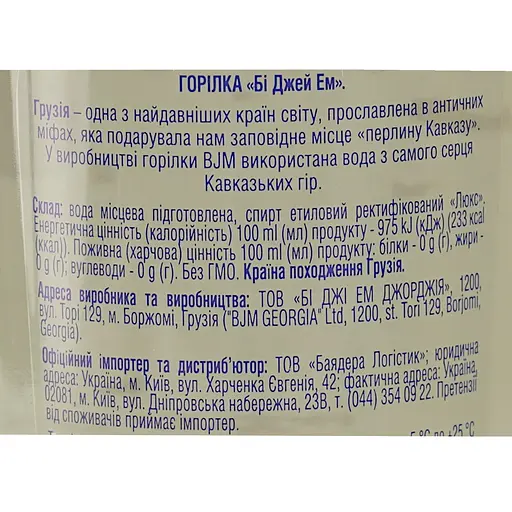 ГОРІЛКА «Бі Джей Ем».
Грузія – одна з найдавніших країн світу, прославлена в античних
міфах, яка подарувала нам заповідне місце «перлину Кавказу».
У виробництві горілки BJM використана вода з самого серця
Кавказьких гір.
Склад: вода місцева підготовлена, спирт етиловий ректифікований «Люкс».
Енергетична цінність (калорійність) 100 ml (мл) продукту - 975 kJ (кДж) (233 kcal
(ккал)). Поживна (харчова) цінність 100 ml (мл) продукту: білки - 0 g (г), жири -
0 g (г); вуглеводи - 0 g (г). Без ГМО. Країна походження Грузія.
Адреса виробника та виробництва: ТОВ «БІ ДЖІ ЕМ ДЖОРДЖІЯ», 1200,
вул. Торі 129, м. Боржомі, Грузія ("BJM GEORGIA" Ltd, 1200, st. Tori 129, Borjomi,
Georgia).
Офіційний імпортер та дистриб’ютор: ТОВ «Баядера Логістик»; юридична
адреса: Україна, м. Київ, вул. Харченка Євгенія, 42; фактична адреса: Україна,
02081, м. Київ, вул. Дніпровська набережна, 23В, т. (044) 354 09 22. Претензії
від споживачів приймає імпортер.
5 °C до +25 °C